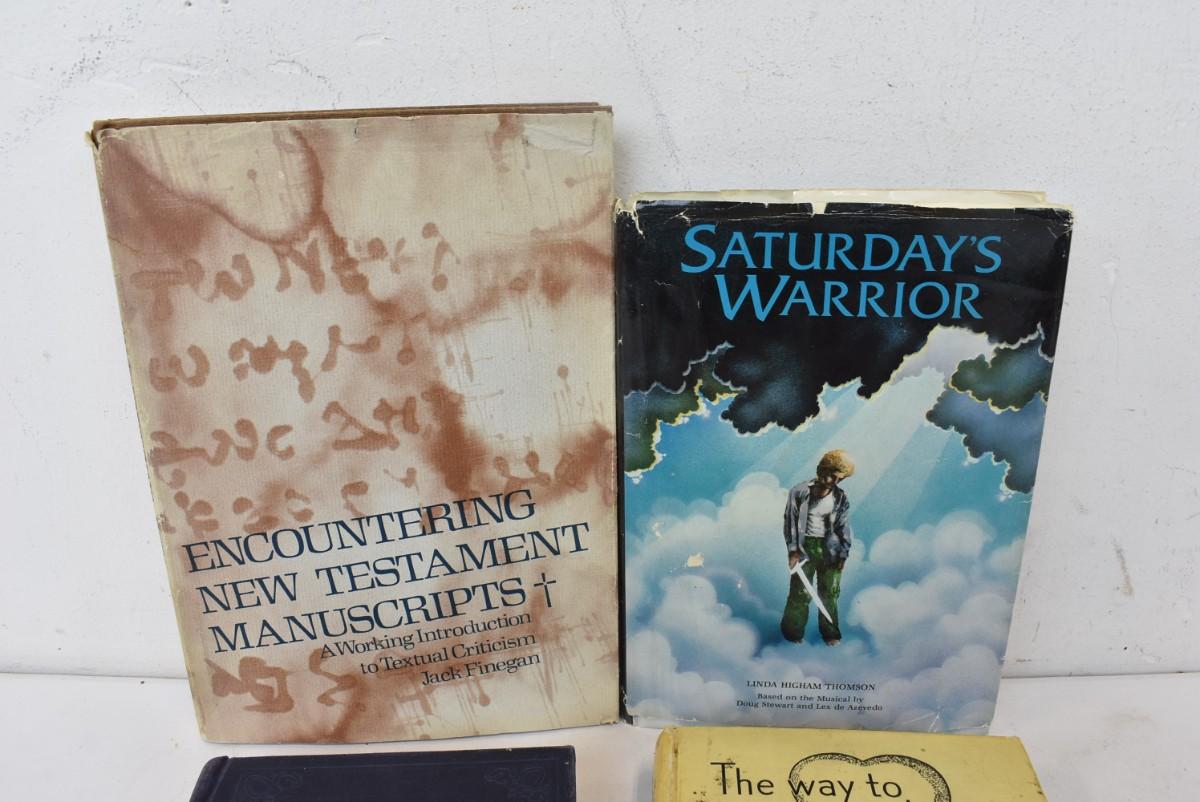 ENCOUNTERING
NEW TESTAMENT
MANUSCRIPTS †
A Working Introduction
to Textual Criticism
Jack Finegan
SATURDAY'S
WARRIOR
LINDA HIGHAM THOMSON
Based on the Musical by
Doug Stewart and Lex de Azevedo
The way to